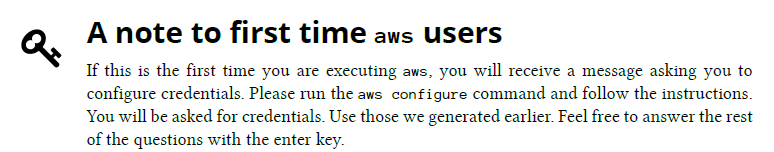 A note to first time aws users
If this is the first time you are executing aws, you will receive a message asking you to
configure credentials. Please run the aws configure command and follow the instructions.
You will be asked for credentials. Use those we generated earlier. Feel free to answer the rest
of the questions with the enter key.